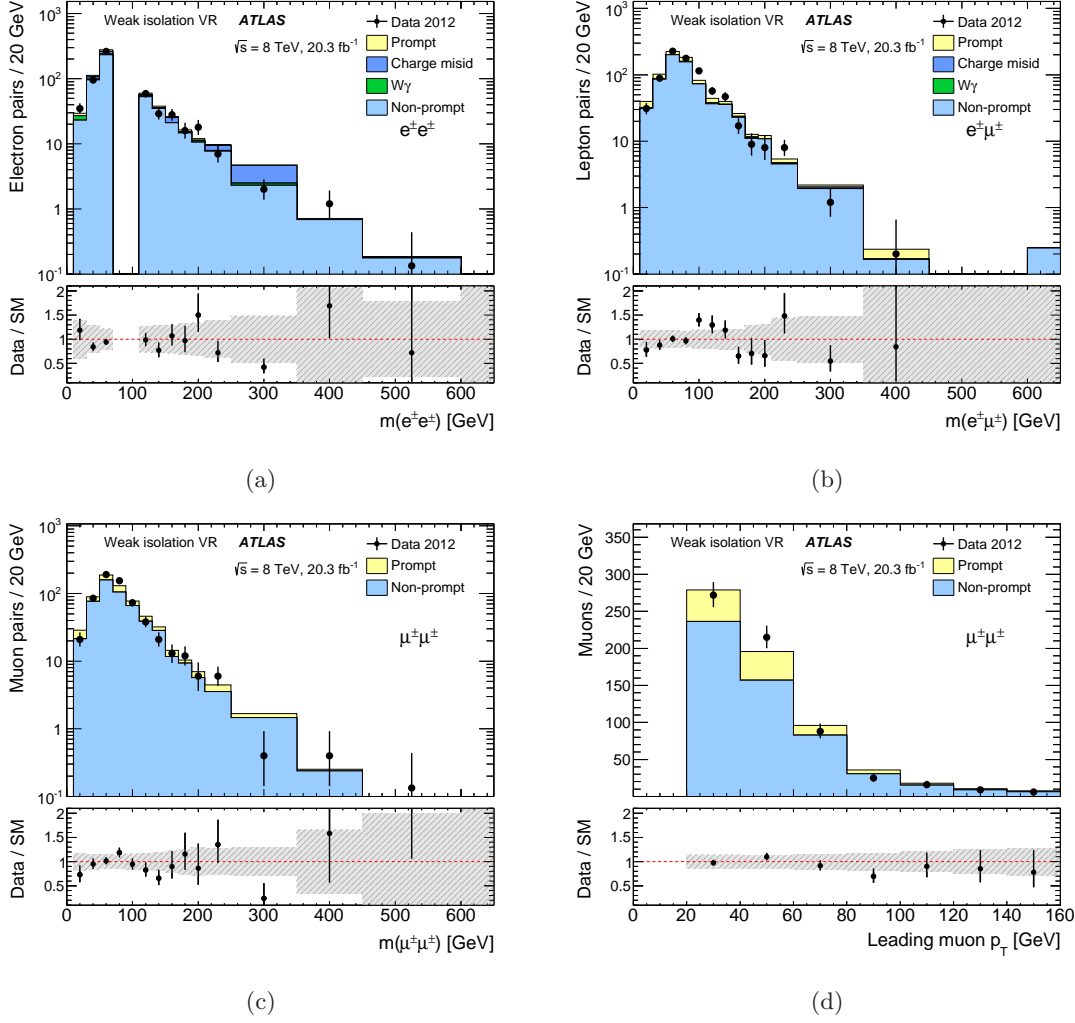 Weak isolation VR ATLAS
√s = 8 TeV, 20.3 fb⁻¹
Data 2012
Prompt
Charge misid
Wγ
Non-prompt
e±e±
Electron pairs / 20 GeV
10³
10²
10
1
10⁻¹
Data / SM
2
1.5
1
0.5
0 100 200 300 400 500 600
m(e±e±) [GeV]
(a)
Weak isolation VR ATLAS
√s = 8 TeV, 20.3 fb⁻¹
Data 2012
Prompt
Charge misid
Wγ
Non-prompt
e±μ±
Lepton pairs / 20 GeV
10³
10²
10
1
10⁻¹
Data / SM
2
1.5
1
0.5
0 100 200 300 400 500 600
m(e±μ±) [GeV]
(b)
Weak isolation VR ATLAS
√s = 8 TeV, 20.3 fb⁻¹
Data 2012
Prompt
Non-prompt
μ±μ±
Muon pairs / 20 GeV
10³
10²
10
1
10⁻¹
Data / SM
2
1.5
1
0.5
0 100 200 300 400 500 600
m(μ±μ±) [GeV]
(c)
Weak isolation VR ATLAS
√s = 8 TeV, 20.3 fb⁻¹
Data 2012
Prompt
Non-prompt
μ±μ±
Muons / 20 GeV
350
300
250
200
150
100
50
Data / SM
2
1.5
1
0.5
0 20 40 60 80 100 120 140 160
Leading muon p_T [GeV]
(d)